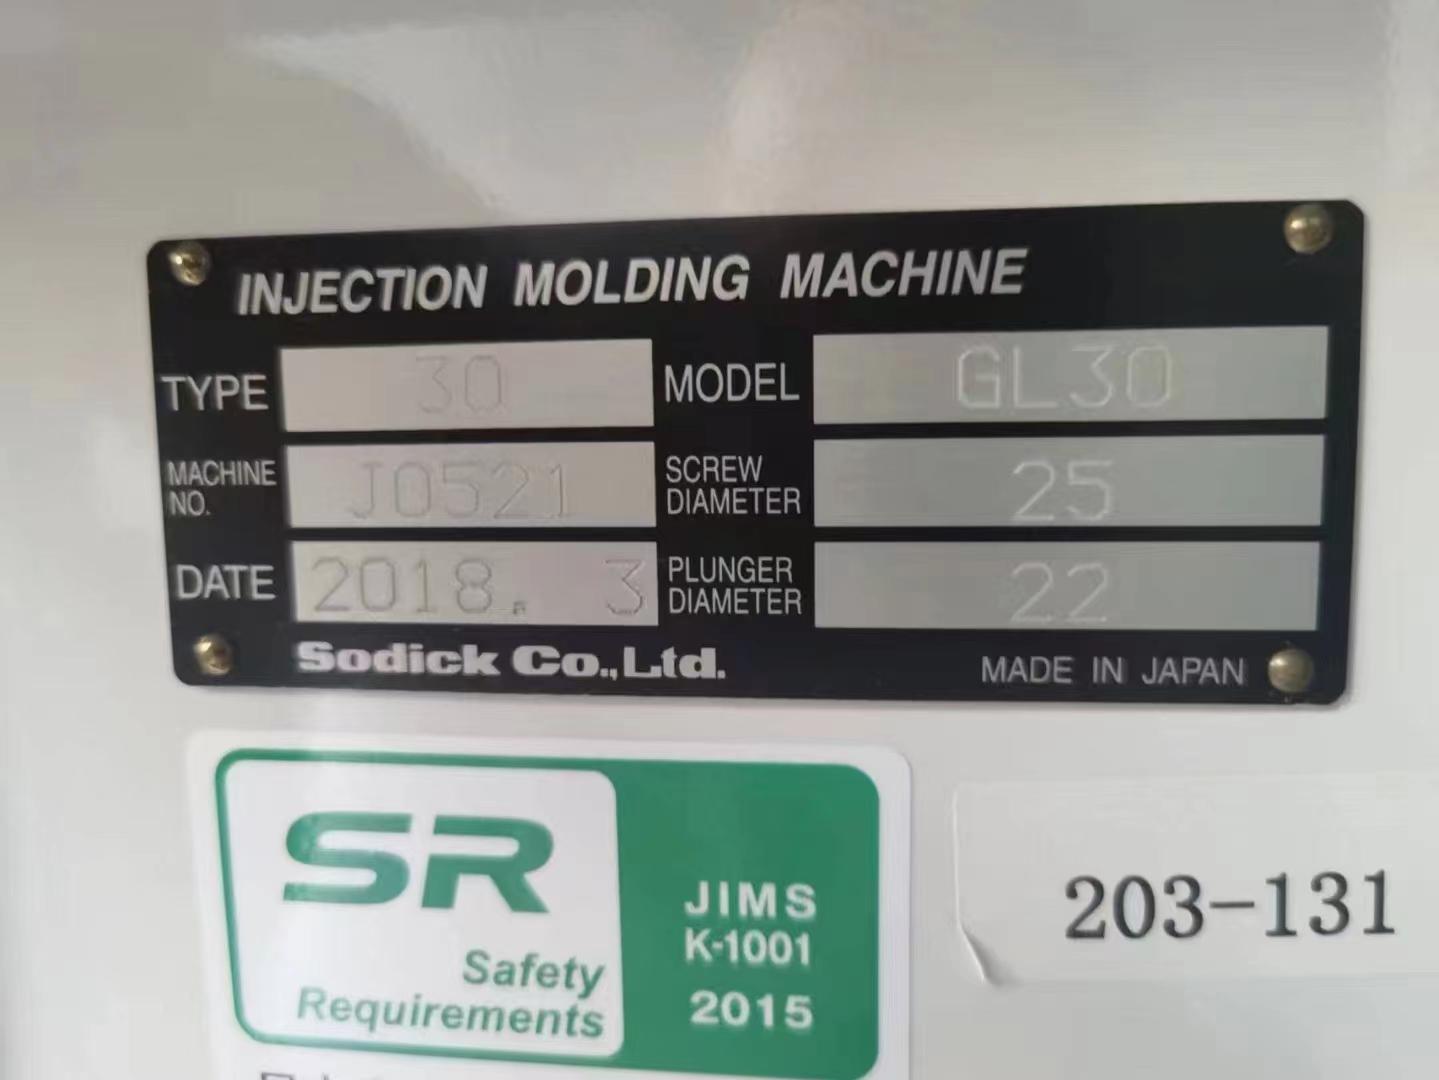 INJECTION MOLDING MACHINE
TYPE 30 MODEL GL30
MACHINE NO. J0521 SCREW DIAMETER 25
DATE 2018. 3 PLUNGER DIAMETER 22
Sodick Co.,Ltd. MADE IN JAPAN
SR
Safety
Requirements
JIMS
K-1001
2015
203-131